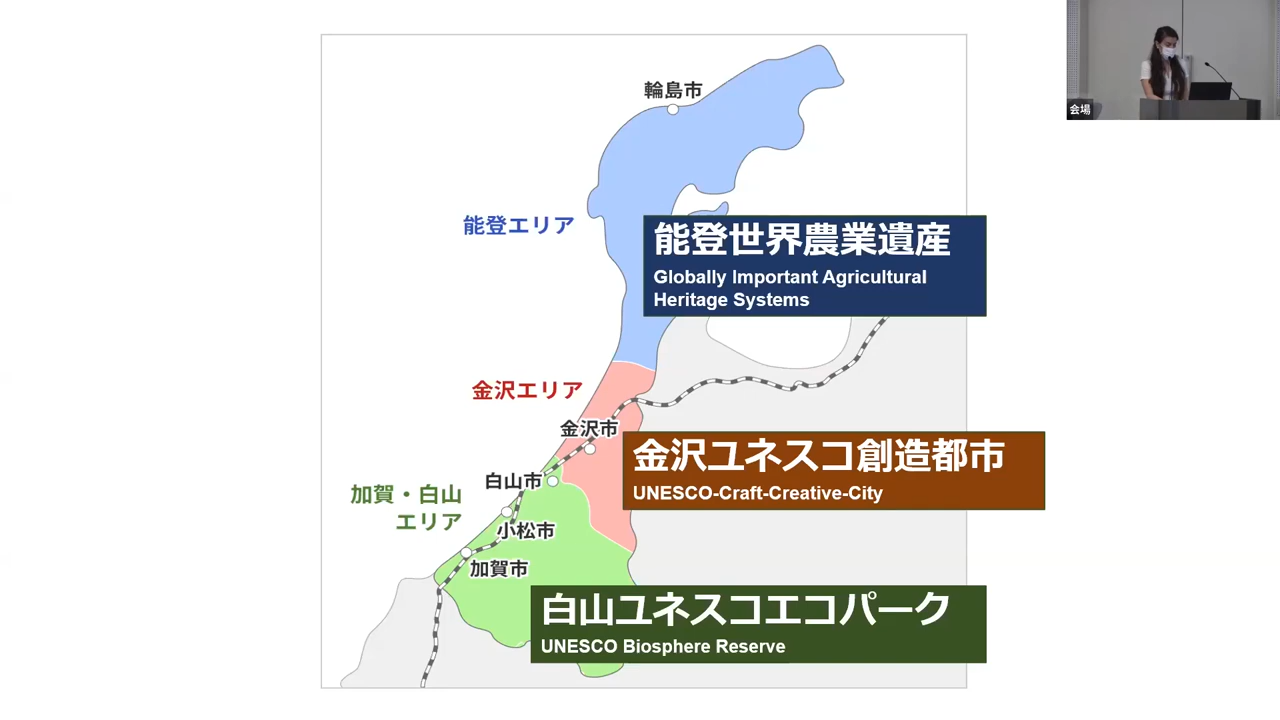 会場
輪島市
能登エリア
能登世界農業遺産
Globally Important Agricultural
Heritage Systems
金沢エリア
金沢市
金沢ユネスコ創造都市
UNESCO-Craft-Creative-City
白山市
加賀・白山
エリア
小松市
加賀市
白山ユネスコエコパーク
UNESCO Biosphere Reserve